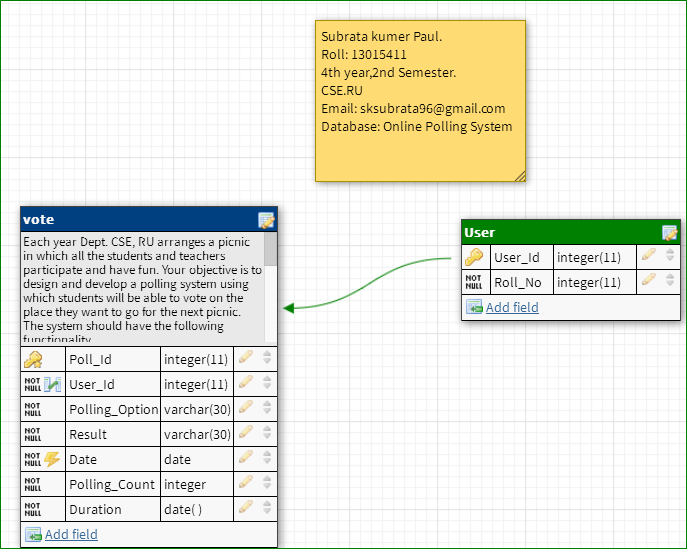 Subrata kumer Paul.
Roll: 13015411
4th year,2nd Semester.
CSE.RU
Email: sksubrata96@gmail.com
Database: Online Polling System
vote
Each year Dept. CSE, RU arranges a picnic
in which all the students and teachers
participate and have fun. Your objective is to
design and develop a polling system using
which students will be able to vote on the
place they want to go for the next picnic.
The system should have the following
functionality
Poll_Id integer(11)
NOT NULL User_Id integer(11)
NOT NULL Polling_Option varchar(30)
NOT NULL Result varchar(30)
NOT NULL Date date
NOT NULL Polling_Count integer
NOT NULL Duration date( )
Add field
User
User_Id integer(11)
NOT NULL Roll_No integer(11)
Add field